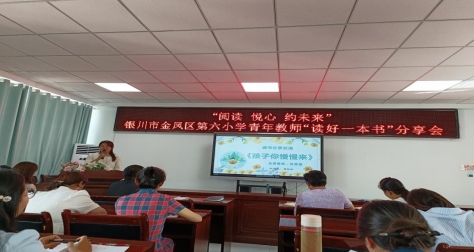 “阅读 悦心 约未来”
银川市金凤区第六小学青年教师“读好一本书”分享会
《孩子你慢慢来》